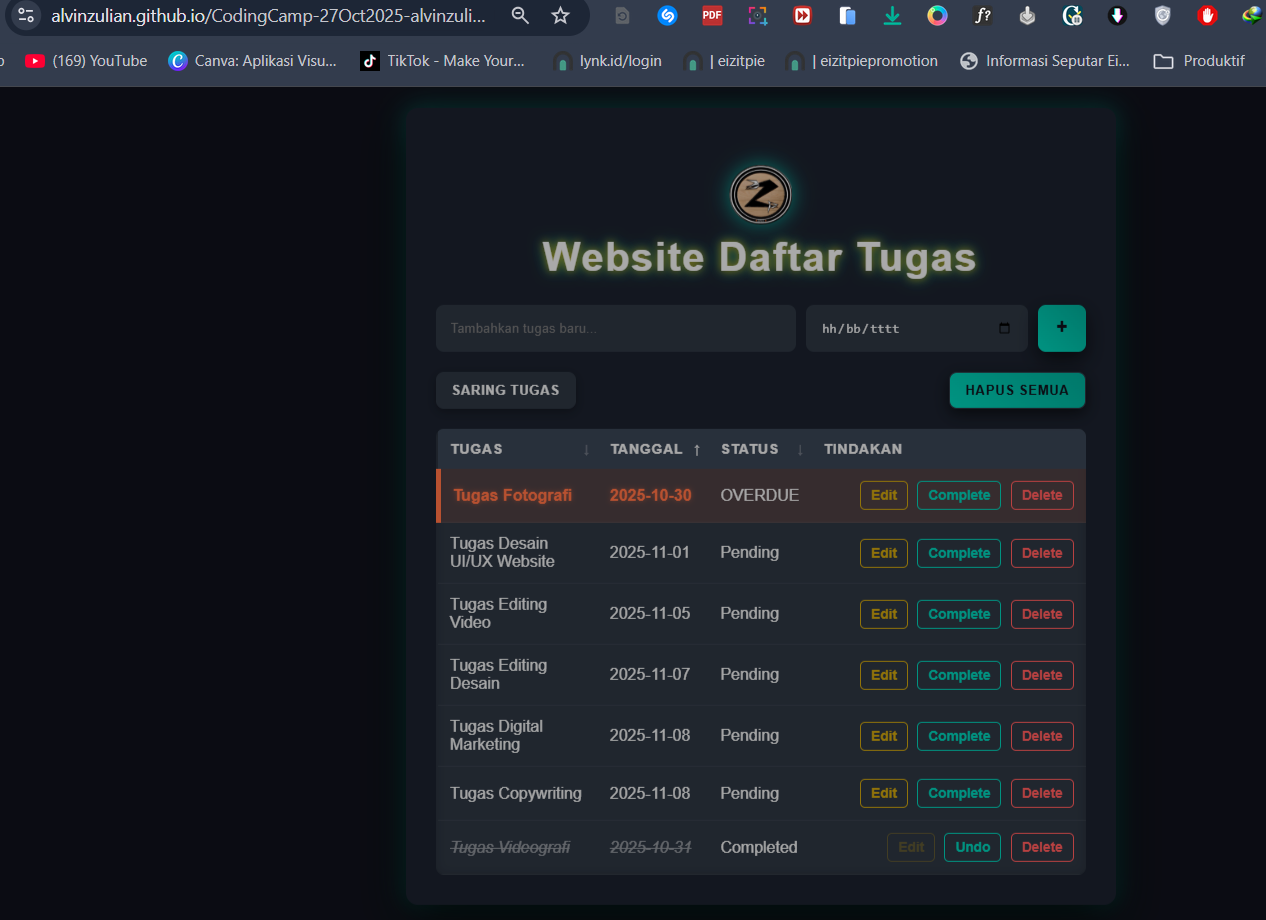 alvinzulian.github.io/CodingCamp-27Oct2025-alvinzuli...
PDF
f?
(169) YouTube
Canva: Aplikasi Visu...
TikTok - Make Your...
lynk.id/login
| eizitpie
| eizitpiepromotion
Informasi Seputar Ei...
Produktif
Website Daftar Tugas
Tambahkan tugas baru...
hh/bb/tttt
+
SARING TUGAS
HAPUS SEMUA
TUGAS ↓ TANGGAL ↑ STATUS ↓ TINDAKAN
Tugas Fotografi 2025-10-30 OVERDUE Edit Complete Delete
Tugas Desain
UI/UX Website 2025-11-01 Pending Edit Complete Delete
Tugas Editing
Video 2025-11-05 Pending Edit Complete Delete
Tugas Editing
Desain 2025-11-07 Pending Edit Complete Delete
Tugas Digital
Marketing 2025-11-08 Pending Edit Complete Delete
Tugas Copywriting 2025-11-08 Pending Edit Complete Delete
Tugas Videografi 2025-10-31 Completed Edit Undo Delete